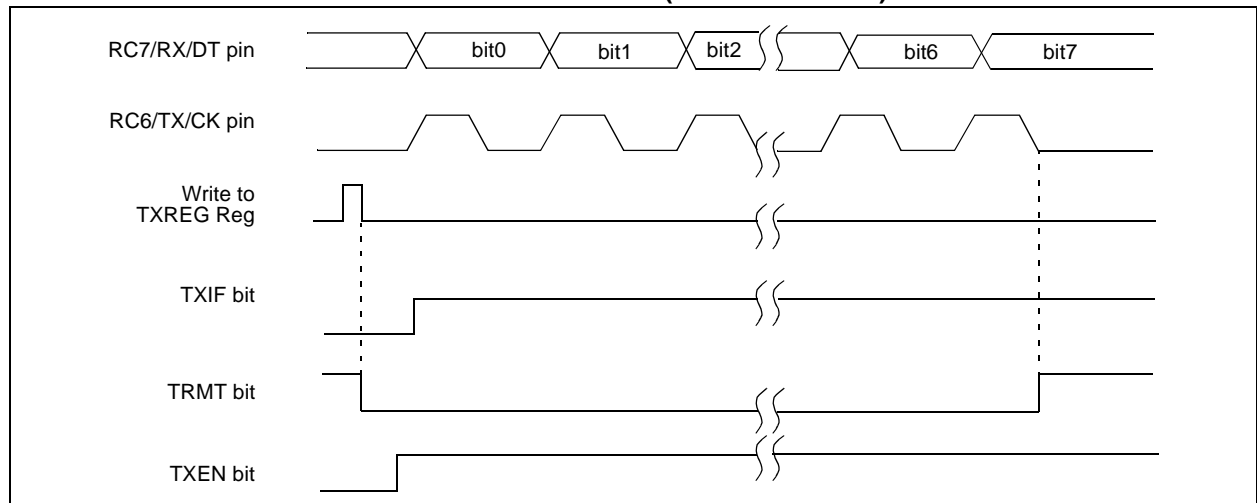 RC7/RX/DT pin
bit0 bit1 bit2 bit6 bit7
RC6/TX/CK pin
Write to
TXREG Reg
TXIF bit
TRMT bit
TXEN bit